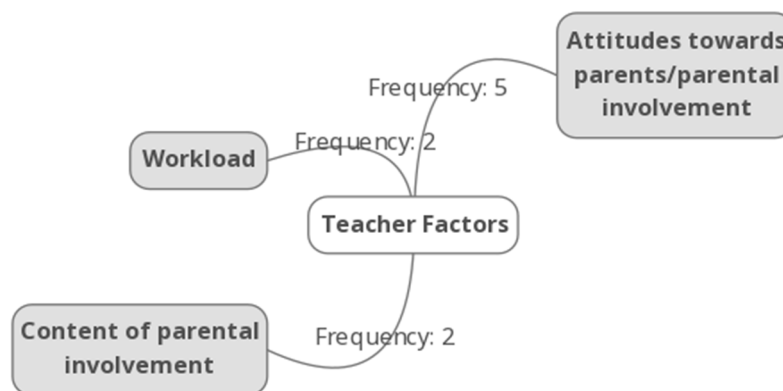 Attitudes towards
parents/parental
involvement
Frequency: 5
Frequency: 2
Workload
Teacher Factors
Content of parental
involvement
Frequency: 2